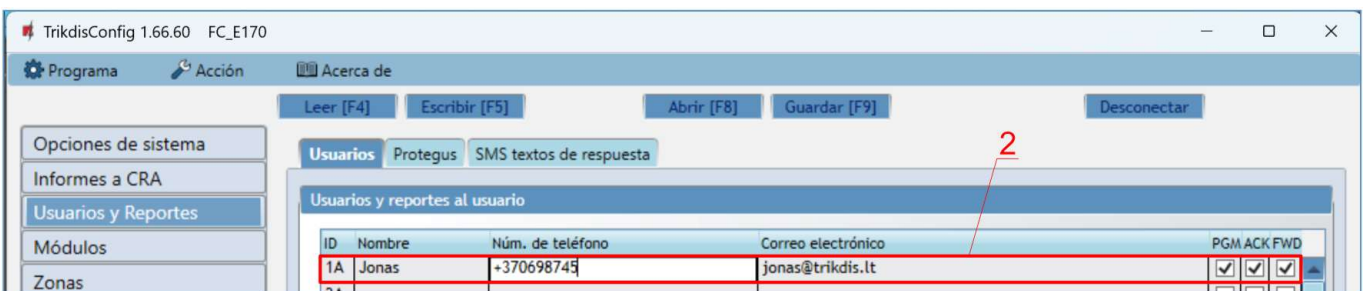 TrikdisConfig 1.66.60 FC_E170
Programa Acción Acerca de
Leer [F4] Escribir [F5] Abrir [F8] Guardar [F9] Desconectar
Opciones de sistema
Informes a CRA
Usuarios y Reportes
Módulos
Zonas
Usuarios Protegus SMS textos de respuesta
2
Usuarios y reportes al usuario
ID Nombre Núm. de teléfono Correo electrónico PGM ACK FWD
1A Jonas +370698745 jonas@trikdis.lt